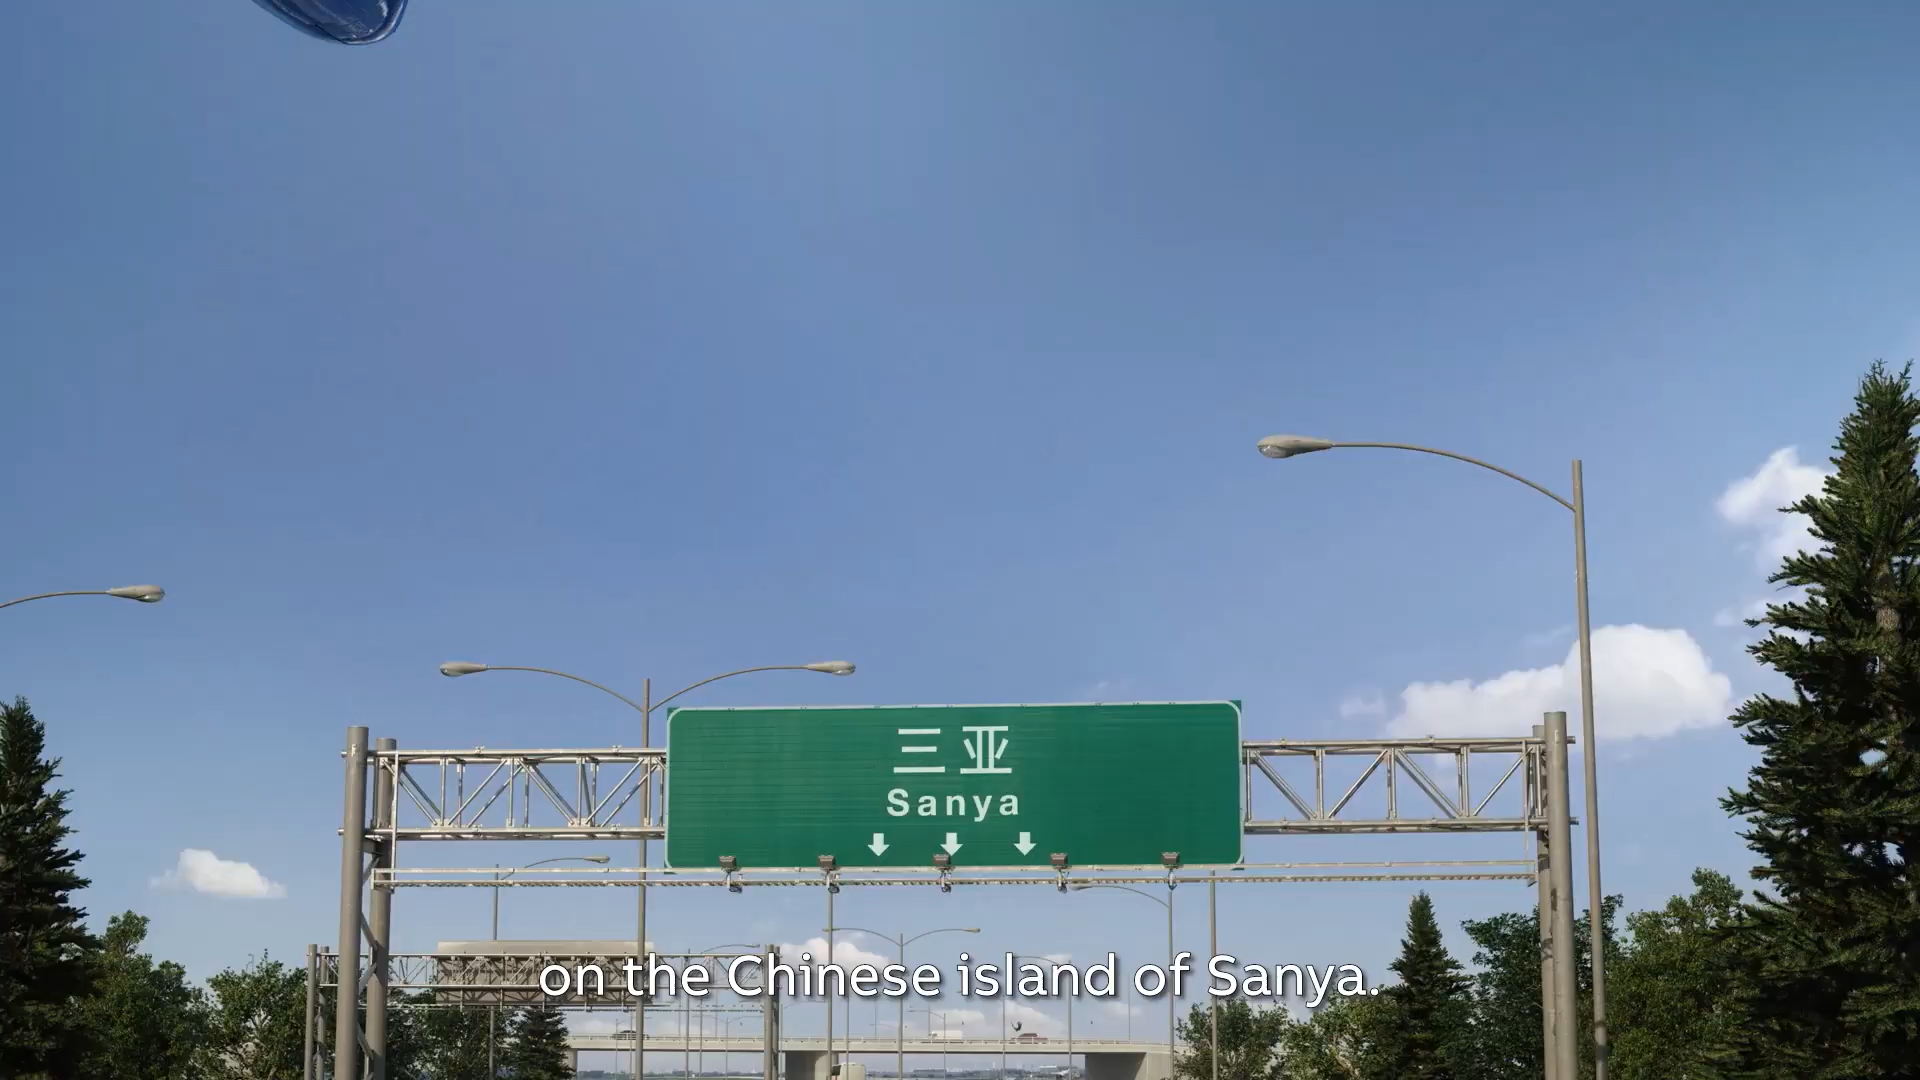 三亚
Sanya
on the Chinese island of Sanya.